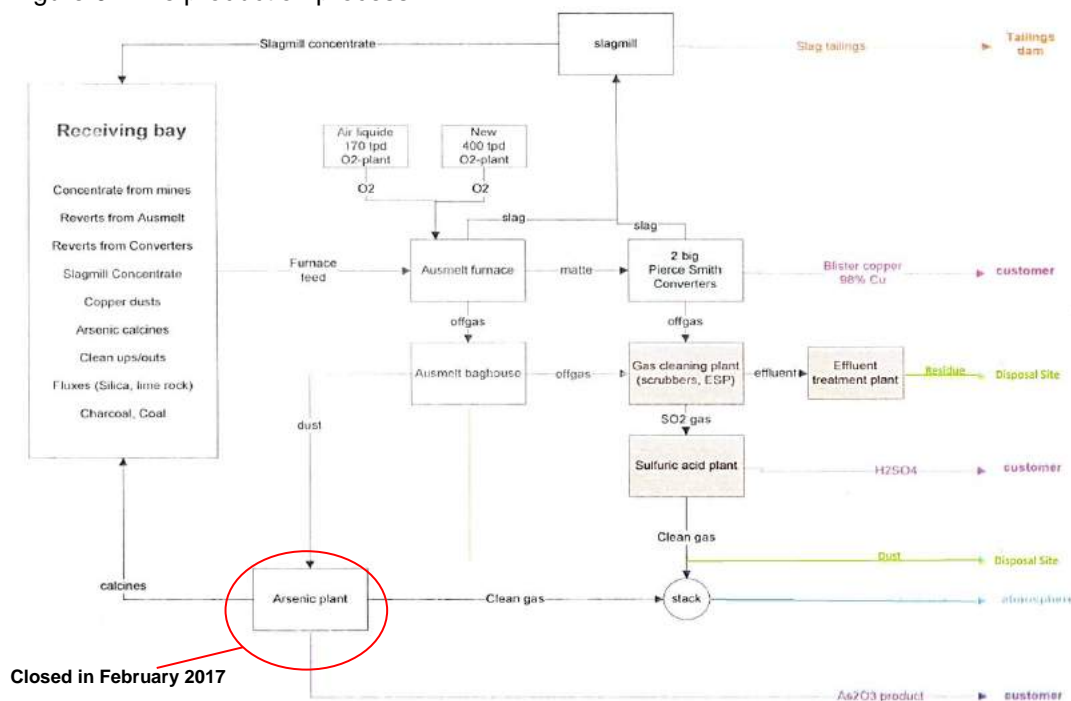 Slagmill concentrate
slagmill
Slag tailings
Tailings
dam
Receiving bay
Concentrate from mines
Reverts from Ausmelt
Reverts from Converters
Slagmill Concentrate
Copper dusts
Arsenic calcines
Clean ups/outs
Fluxes (Silica, lime rock)
Charcoal, Coal
Air liquide
170 tpd
O2-plant
New
400 tpd
O2-plant
O2
O2
slag
slag
Furnace
feed
Ausmelt furnace
matte
2 big
Pierce Smith
Converters
Blister copper
98% Cu
customer
offgas
offgas
Ausmelt baghouse
offgas
Gas cleaning plant
(scrubbers, ESP)
effluent
Effluent
treatment plant
Residue
Disposal Site
dust
SO2 gas
Sulfuric acid plant
H2SO4
customer
Clean gas
Dust
Disposal Site
calcines
Arsenic plant
Clean gas
stack
Closed in February 2017
As2O3 product
customer